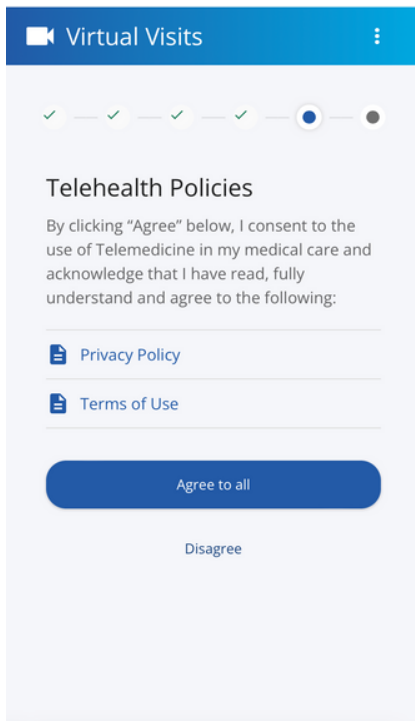 Virtual Visits
Telehealth Policies
By clicking “Agree” below, I consent to the
use of Telemedicine in my medical care and
acknowledge that I have read, fully
understand and agree to the following:
Privacy Policy
Terms of Use
Agree to all
Disagree